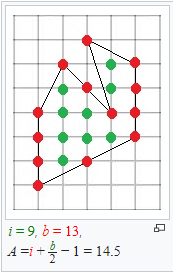 i = 9, b = 13,
A = i + b/2 − 1 = 14.5